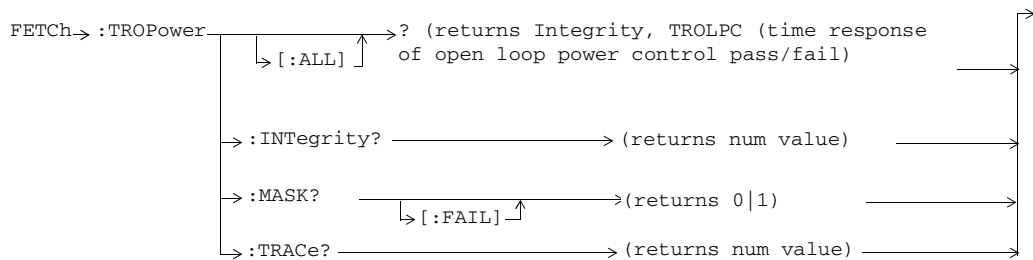 FETCh :TROPower ? (returns Integrity, TROLPC (time response
[:ALL] of open loop power control pass/fail)
:INTegrity? (returns num value)
:MASK? (returns 0|1)
[:FAIL]
:TRACe? (returns num value)